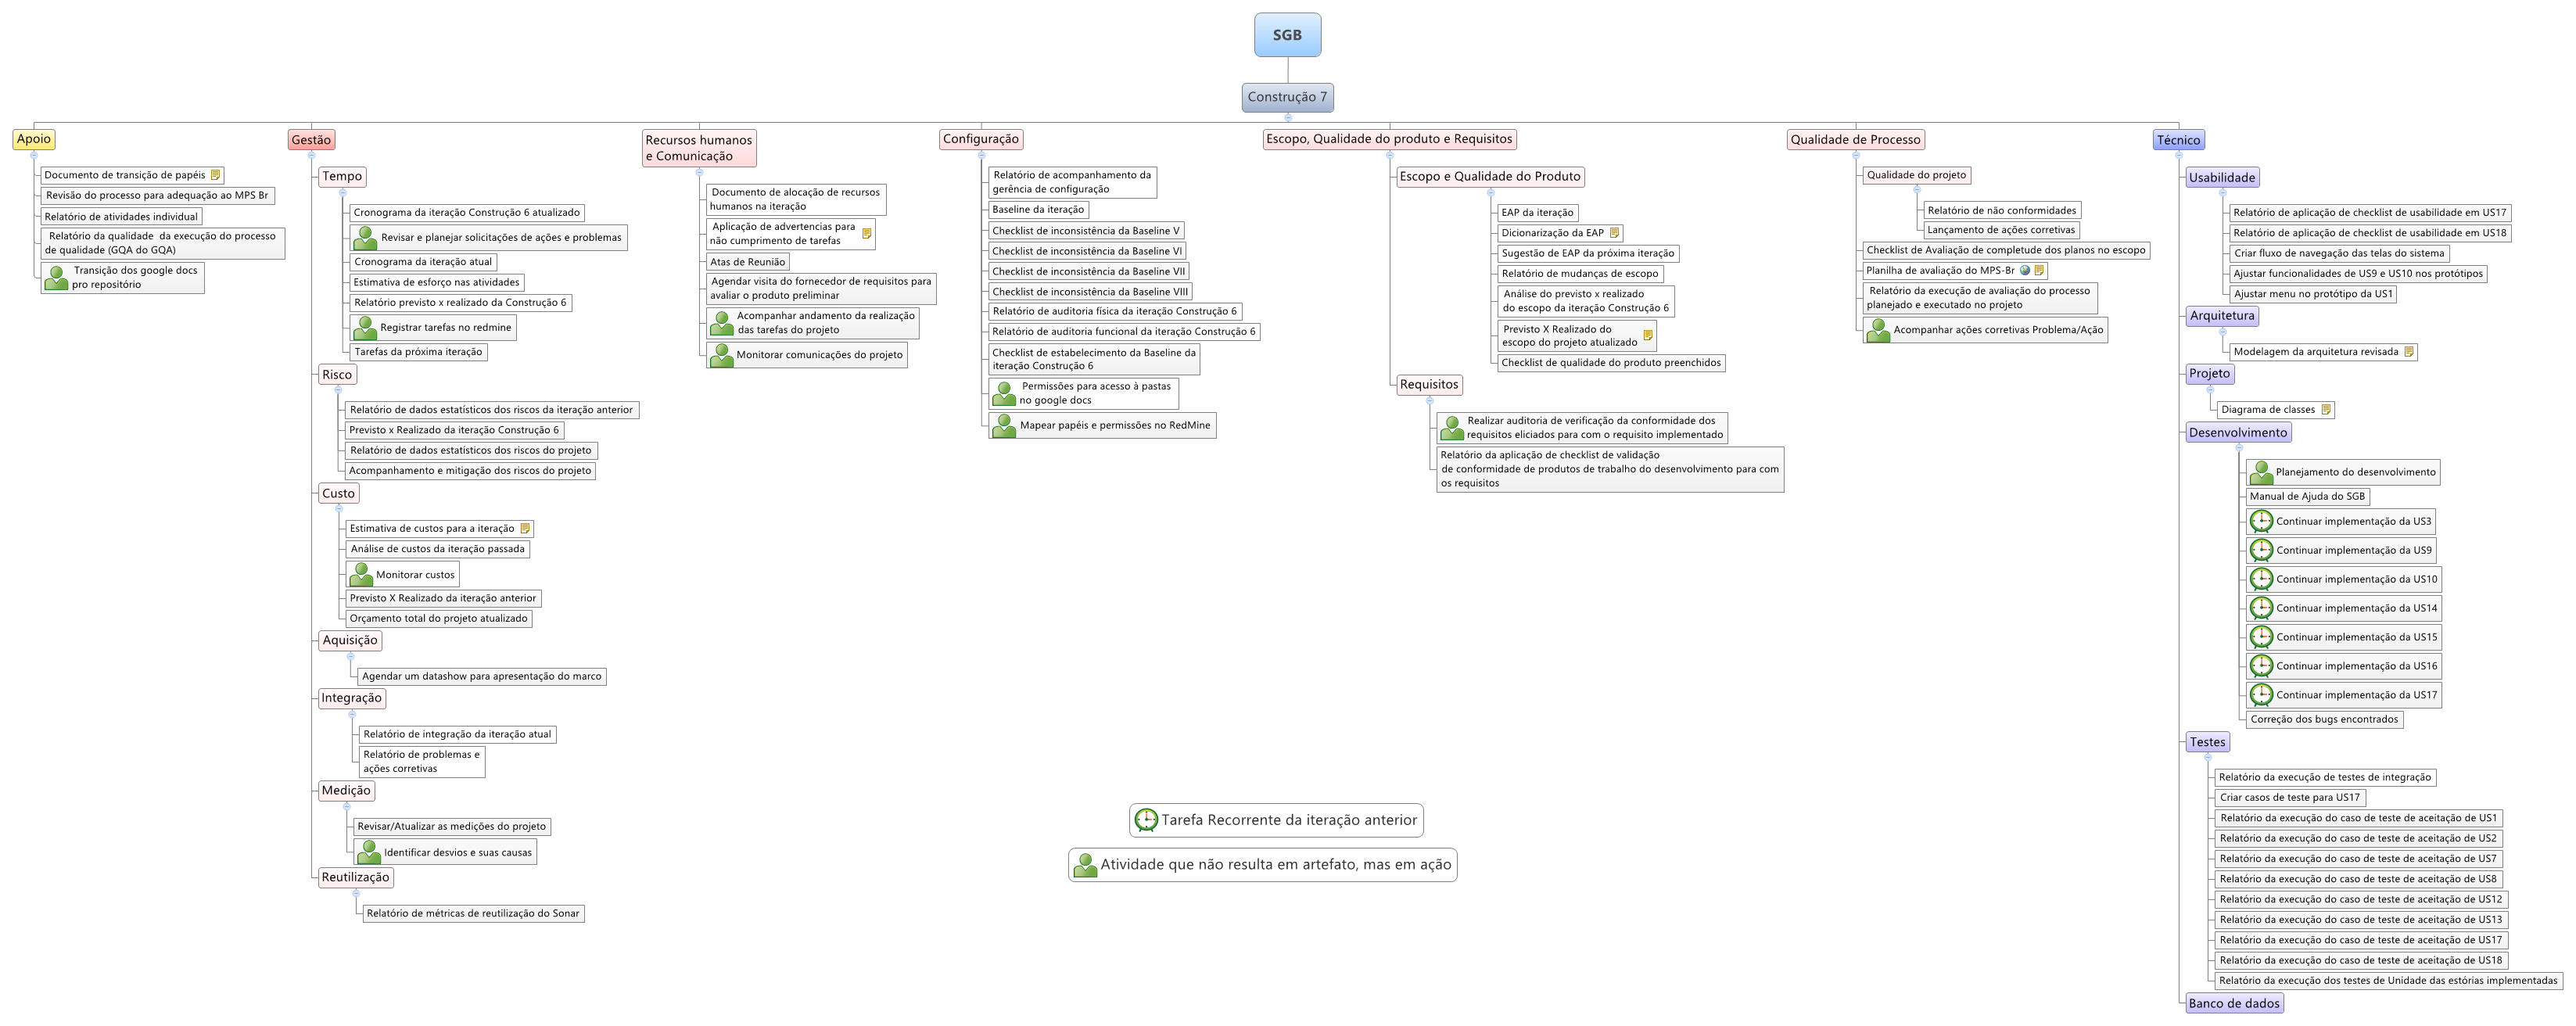 SGB
Construção 7
Apoio
Documento de transição de papéis
Revisão do processo para adequação ao MPS Br
Relatório de atividades individual
Relatório da qualidade da execução do processo
de qualidade (GQA do GQA)
Transição dos google docs
pro repositório
Gestão
Tempo
Cronograma da iteração Construção 6 atualizado
Revisar e planejar solicitações de ações e problemas
Cronograma da iteração atual
Estimativa de esforço nas atividades
Relatório previsto x realizado da Construção 6
Registrar tarefas no redmine
Tarefas da próxima iteração
Risco
Relatório de dados estatísticos dos riscos da iteração anterior
Previsto x Realizado da iteração Construção 6
Relatório de dados estatísticos dos riscos do projeto
Acompanhamento e mitigação dos riscos do projeto
Custo
Estimativa de custos para a iteração
Análise de custos da iteração passada
Monitorar custos
Previsto X Realizado da iteração anterior
Orçamento total do projeto atualizado
Aquisição
Agendar um datashow para apresentação do marco
Integração
Relatório de integração da iteração atual
Relatório de problemas e
ações corretivas
Medição
Revisar/Atualizar as medições do projeto
Identificar desvios e suas causas
Reutilização
Relatório de métricas de reutilização do Sonar
Recursos humanos
e Comunicação
Documento de alocação de recursos
humanos na iteração
Aplicação de advertencias para
não cumprimento de tarefas
Atas de Reunião
Agendar visita do fornecedor de requisitos para
avaliar o produto preliminar
Acompanhar andamento da realização
das tarefas do projeto
Monitorar comunicações do projeto
Configuração
Relatório de acompanhamento da
gerência de configuração
Baseline da iteração
Checklist de inconsistência da Baseline V
Checklist de inconsistência da Baseline VI
Checklist de inconsistência da Baseline VII
Checklist de inconsistência da Baseline VIII
Relatório de auditoria física da iteração Construção 6
Relatório de auditoria funcional da iteração Construção 6
Checklist de estabelecimento da Baseline da
iteração Construção 6
Permissões para acesso à pastas
no google docs
Mapear papéis e permissões no RedMine
Escopo, Qualidade do produto e Requisitos
Escopo e Qualidade do Produto
EAP da iteração
Dicionarização da EAP
Sugestão de EAP da próxima iteração
Relatório de mudanças de escopo
Análise do previsto x realizado
do escopo da iteração Construção 6
Previsto X Realizado do
escopo do projeto atualizado
Checklist de qualidade do produto preenchidos
Requisitos
Realizar auditoria de verificação da conformidade dos
requisitos eliciados para com o requisito implementado
Relatório da aplicação de checklist de validação
de conformidade de produtos de trabalho do desenvolvimento para com
os requisitos
Qualidade de Processo
Qualidade do projeto
Relatório de não conformidades
Lançamento de ações corretivas
Checklist de Avaliação de completude dos planos no escopo
Planilha de avaliação do MPS-Br
Relatório da execução de avaliação do processo
planejado e executado no projeto
Acompanhar ações corretivas Problema/Ação
Técnico
Usabilidade
Relatório de aplicação de checklist de usabilidade em US17
Relatório de aplicação de checklist de usabilidade em US18
Criar fluxo de navegação das telas do sistema
Ajustar funcionalidades de US9 e US10 nos protótipos
Ajustar menu no protótipo da US1
Arquitetura
Modelagem da arquitetura revisada
Projeto
Diagrama de classes
Desenvolvimento
Planejamento do desenvolvimento
Manual de Ajuda do SGB
Continuar implementação da US3
Continuar implementação da US9
Continuar implementação da US10
Continuar implementação da US14
Continuar implementação da US15
Continuar implementação da US16
Continuar implementação da US17
Correção dos bugs encontrados
Testes
Relatório da execução de testes de integração
Criar casos de teste para US17
Relatório da execução do caso de teste de aceitação de US1
Relatório da execução do caso de teste de aceitação de US2
Relatório da execução do caso de teste de aceitação de US7
Relatório da execução do caso de teste de aceitação de US8
Relatório da execução do caso de teste de aceitação de US12
Relatório da execução do caso de teste de aceitação de US13
Relatório da execução do caso de teste de aceitação de US17
Relatório da execução do caso de teste de aceitação de US18
Relatório da execução dos testes de Unidade das estórias implementadas
Banco de dados
Tarefa Recorrente da iteração anterior
Atividade que não resulta em artefato, mas em ação